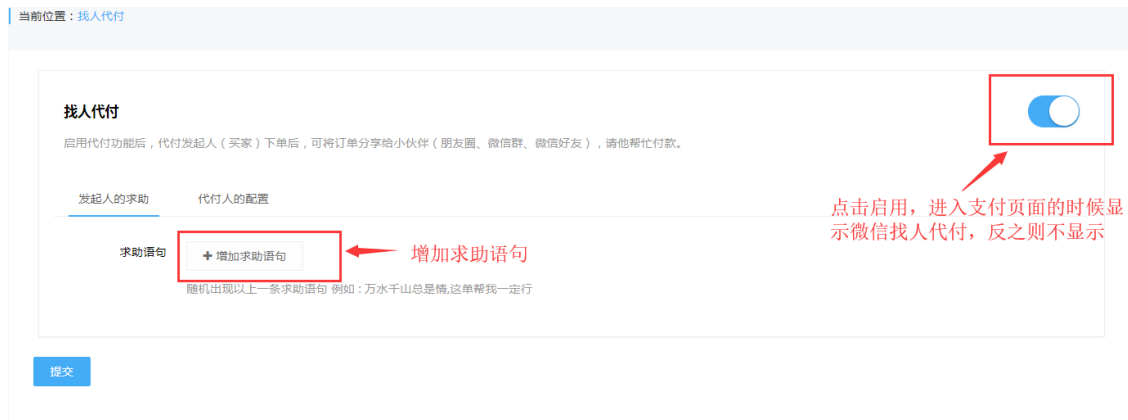 当前位置：找人代付
找人代付
启用代付功能后，代付发起人（买家）下单后，可将订单分享给小伙伴（朋友圈、微信群、微信好友），请他帮忙付款。
发起人的求助 代付人的配置
点击启用，进入支付页面的时候显
示微信找人代付，反之则不显示
求助语句 +增加求助语句 增加求助语句
随机出现以上一条求助语句 例如：万水千山总是情,这单帮我一定行
提交